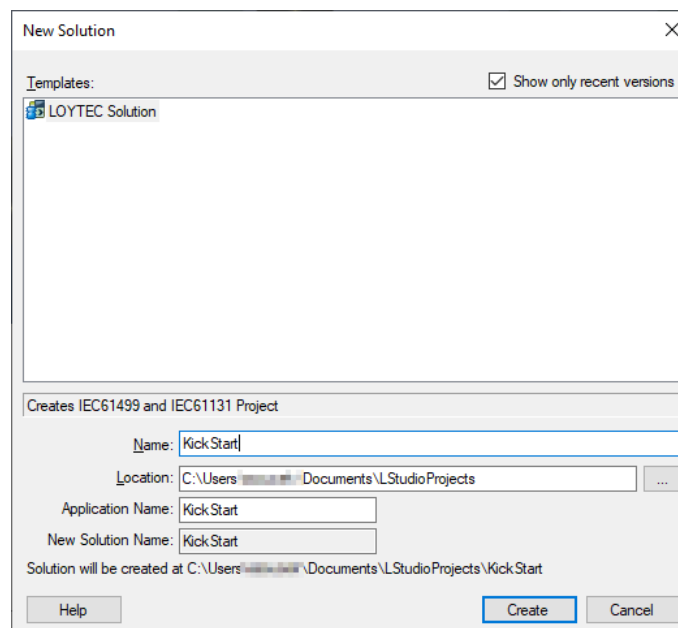 New Solution
Templates:
Show only recent versions
LOYTEC Solution
Creates IEC61499 and IEC61131 Project
Name: KickStart
Location: C:\Users\ \Documents\LStudioProjects ...
Application Name: KickStart
New Solution Name: KickStart
Solution will be created at C:\Users\ \Documents\LStudioProjects\KickStart
Help Create Cancel